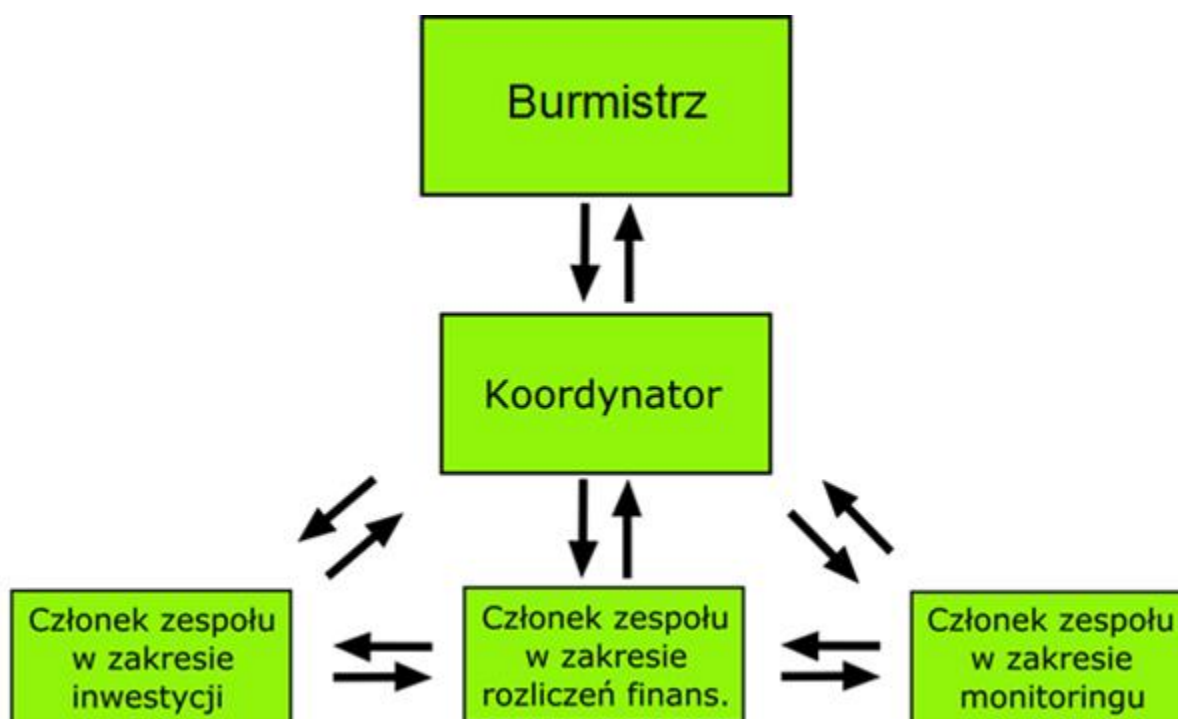 Burmistrz
Koordynator
Członek zespołu
w zakresie
inwestycji
Członek zespołu
w zakresie
rozliczeń finans.
Członek zespołu
w zakresie
monitoringu